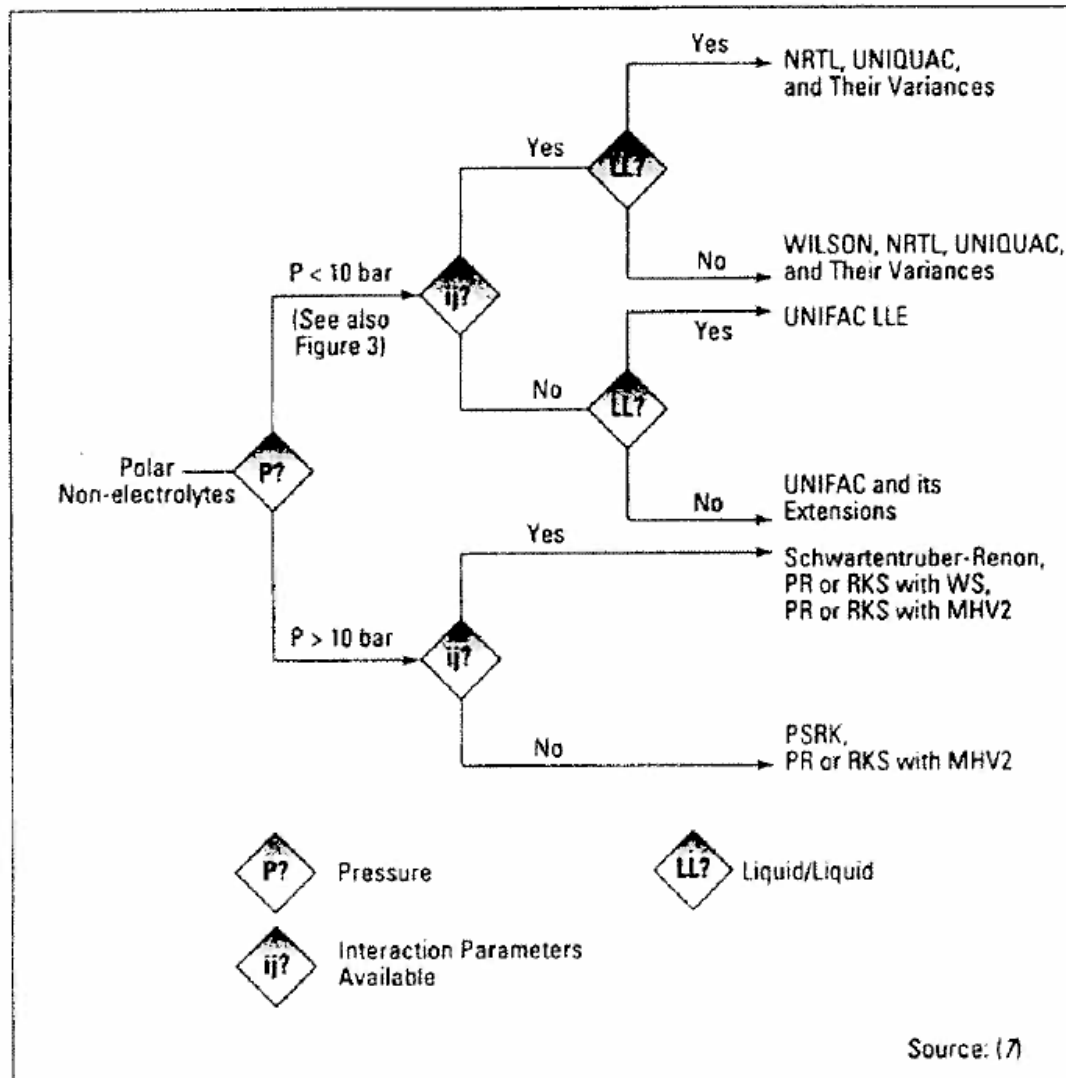 Yes
NRTL, UNIQUAC,
and Their Variances
Yes
LL?
No
WILSON, NRTL, UNIQUAC,
and Their Variances
P < 10 bar
ij?
(See also
Figure 3)
Yes
UNIFAC LLE
No
LL?
Polar
Non-electrolytes
P?
No
UNIFAC and its
Extensions
Yes
Schwartentruber-Renon,
PR or RKS with WS,
PR or RKS with MHV2
P > 10 bar
ij?
No
PSRK,
PR or RKS with MHV2
P?
Pressure
LL?
Liquid/Liquid
ij?
Interaction Parameters
Available
Source: (7)